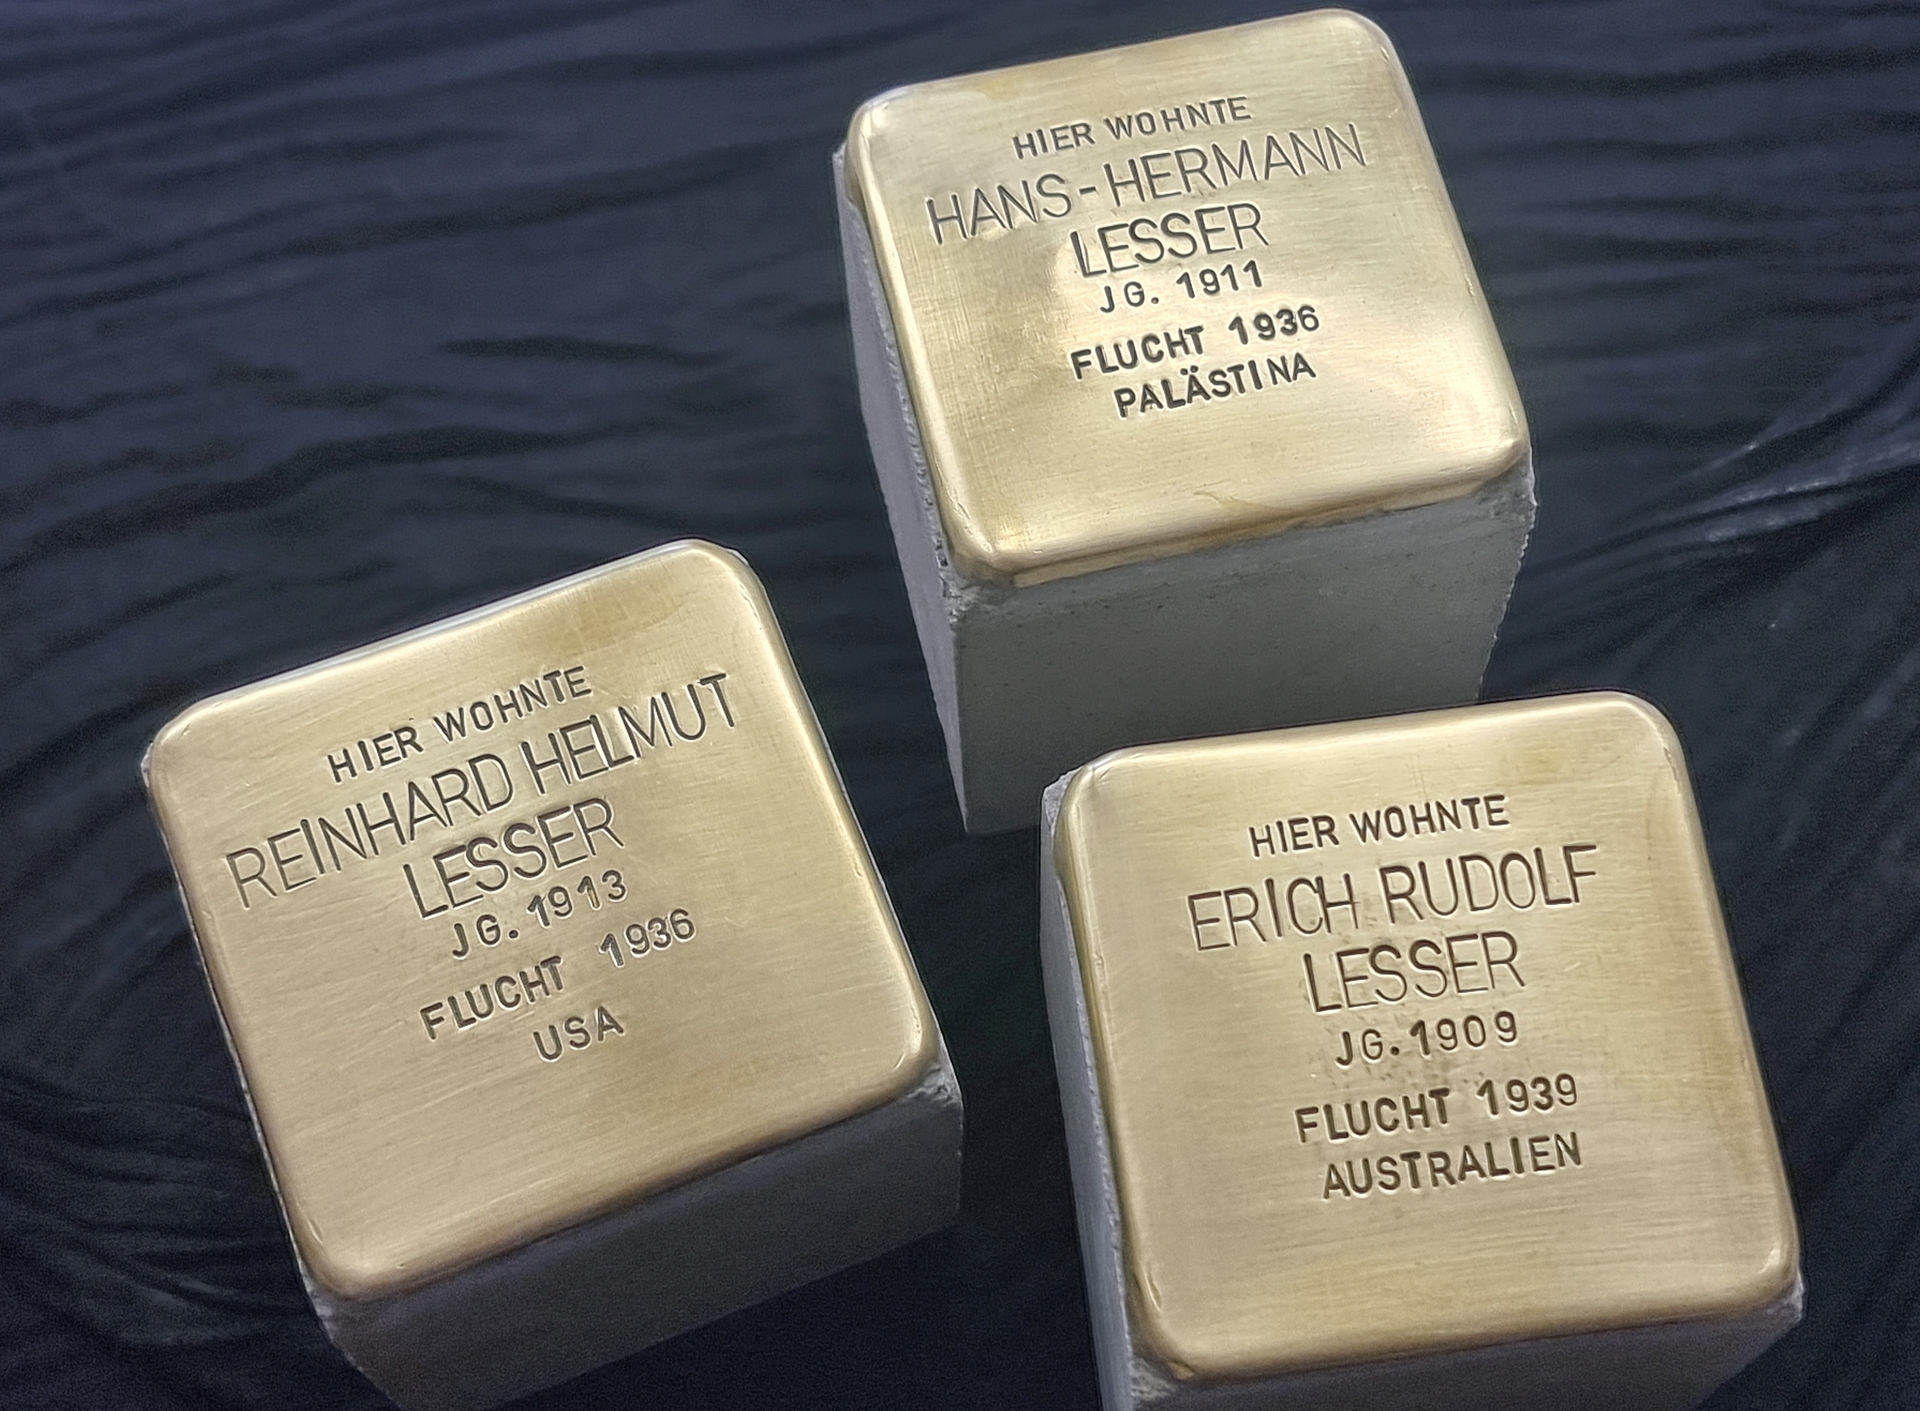 HIER WOHNTE
HANS-HERMANN
LESSER
JG. 1911
FLUCHT 1936
PALÄSTINA
HIER WOHNTE
REINHARD HELMUT
LESSER
JG. 1913
FLUCHT 1936
USA
HIER WOHNTE
ERICH RUDOLF
LESSER
JG. 1909
FLUCHT 1939
AUSTRALIEN